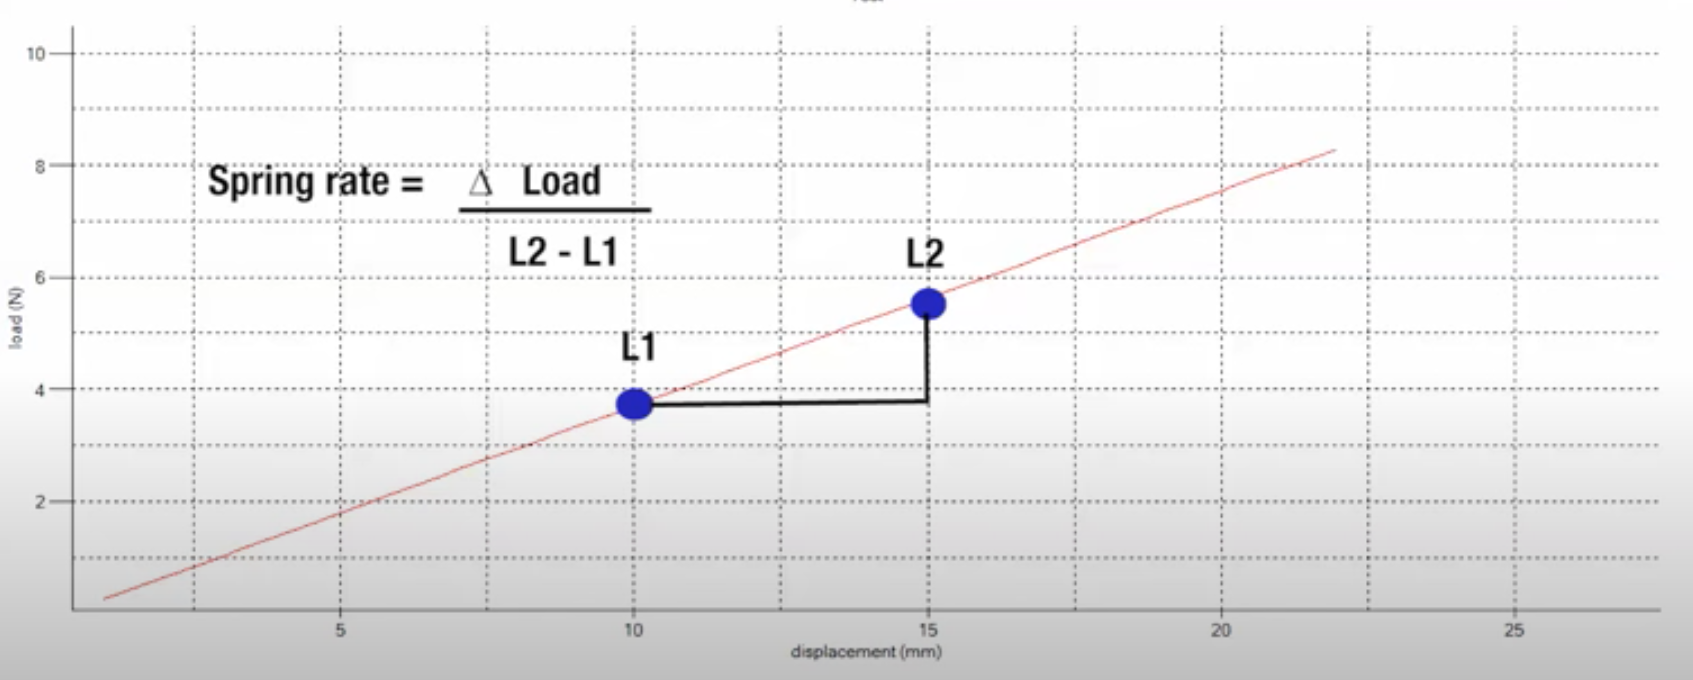 10
8
Spring rate = Δ Load
L2 - L1
L2
6
load (N)
L1
4
2
5 10 15 20 25
displacement (mm)